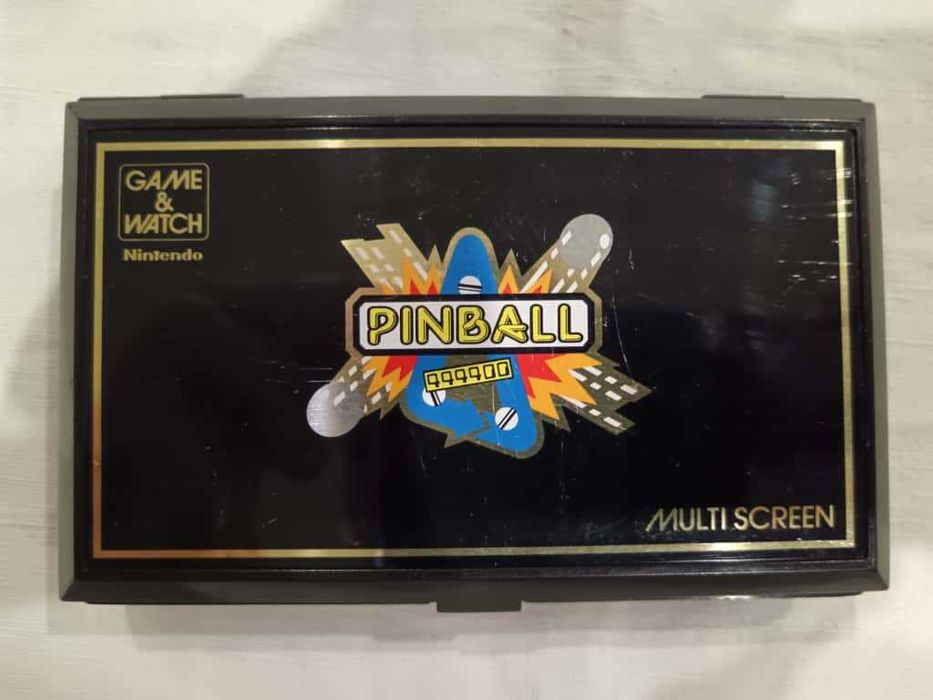 GAME
&
WATCH
Nintendo
PINBALL
999900
MULTI SCREEN